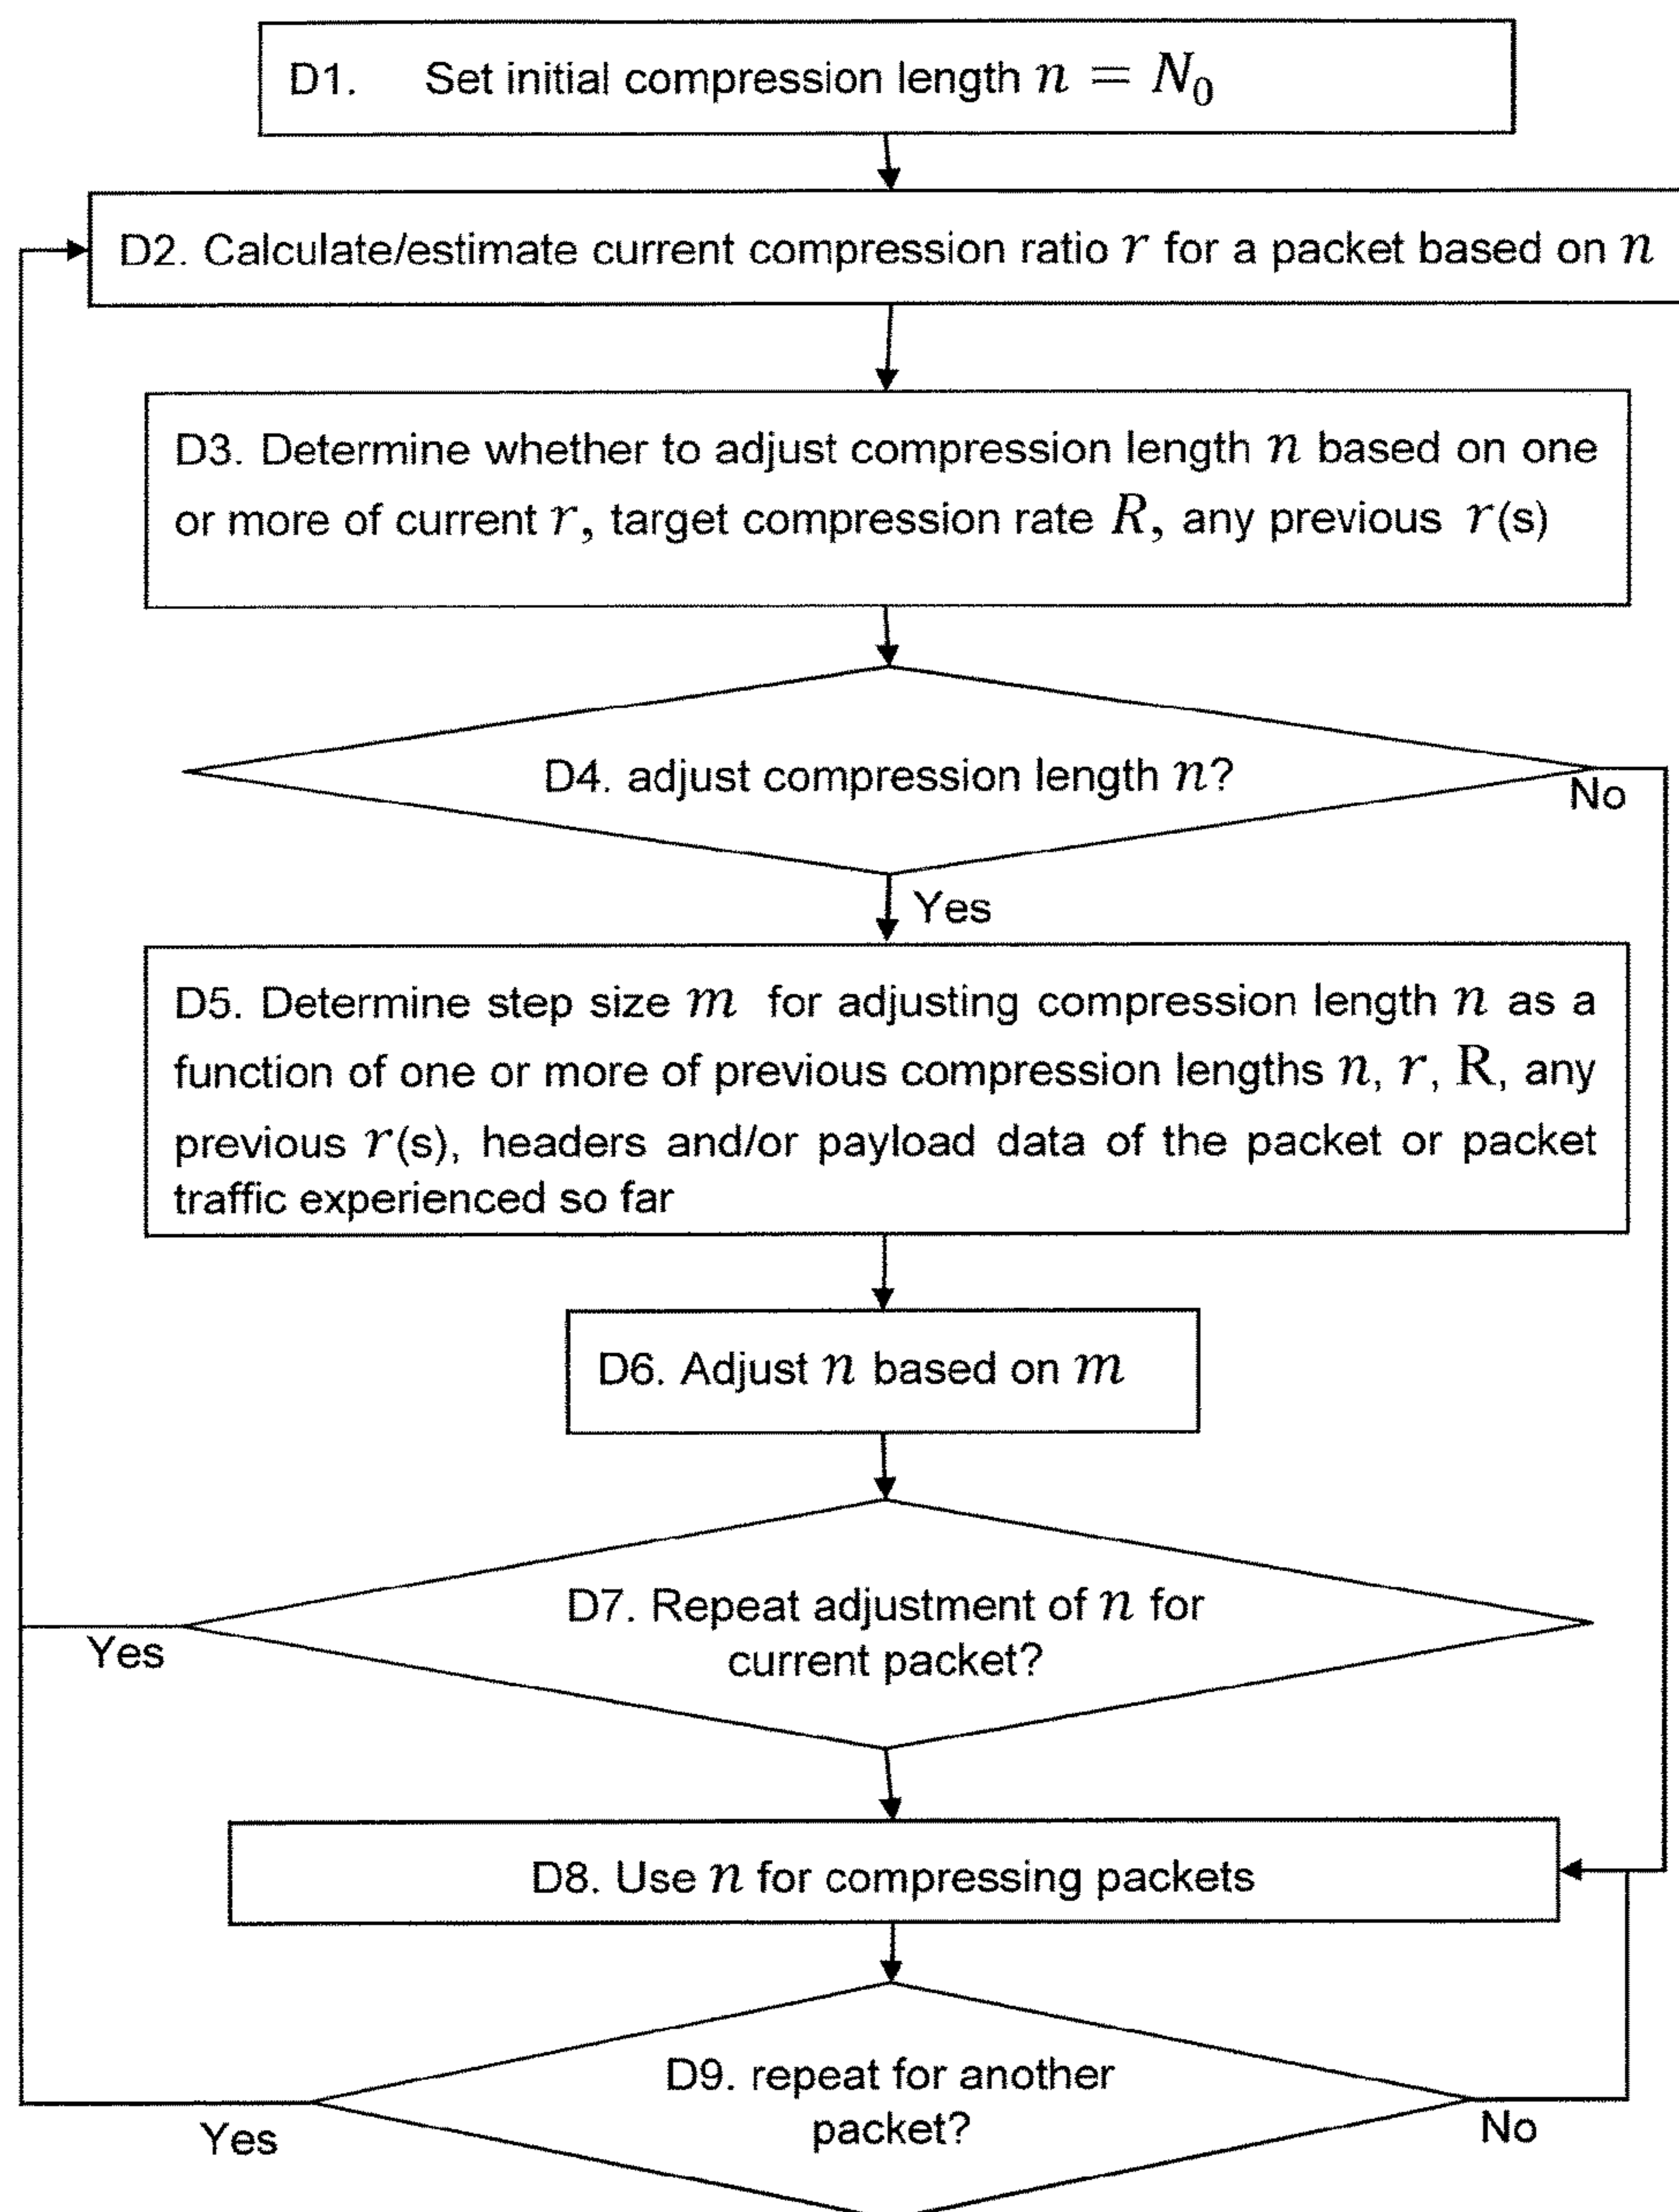 D1. Set initial compression length n = N₀
D2. Calculate/estimate current compression ratio r for a packet based on n
D3. Determine whether to adjust compression length n based on one
or more of current r, target compression rate R, any previous r(s)
D4. adjust compression length n?
No
Yes
D5. Determine step size m for adjusting compression length n as a
function of one or more of previous compression lengths n, r, R, any
previous r(s), headers and/or payload data of the packet or packet
traffic experienced so far
D6. Adjust n based on m
D7. Repeat adjustment of n for
current packet?
Yes
D8. Use n for compressing packets
D9. repeat for another
packet?
Yes
No